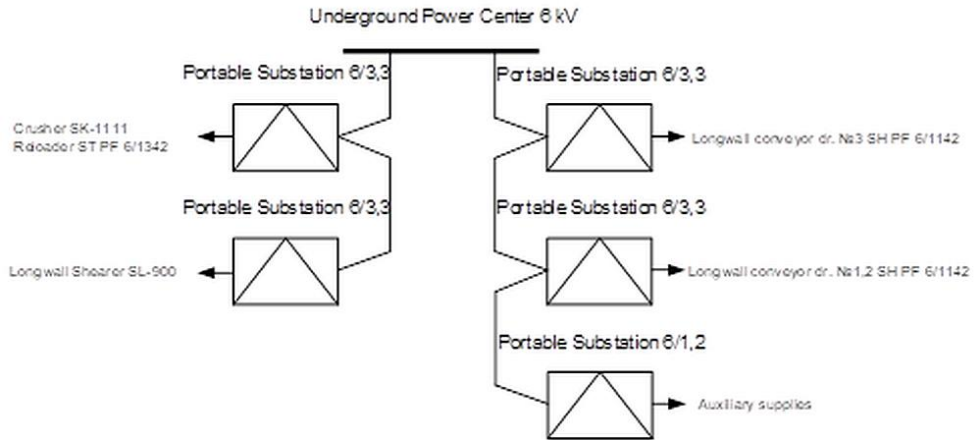 Underground Power Center 6 kV
Portable Substation 6/3,3
Portable Substation 6/3,3
Crusher SK-1111
Reloader ST PF 6/1342
Longwall conveyor dr. №3 SH PF 6/1142
Portable Substation 6/3,3
Portable Substation 6/3,3
Longwall Shearer SL-900
Longwall conveyor dr. №1,2 SH PF 6/1142
Portable Substation 6/1,2
Auxiliary supplies